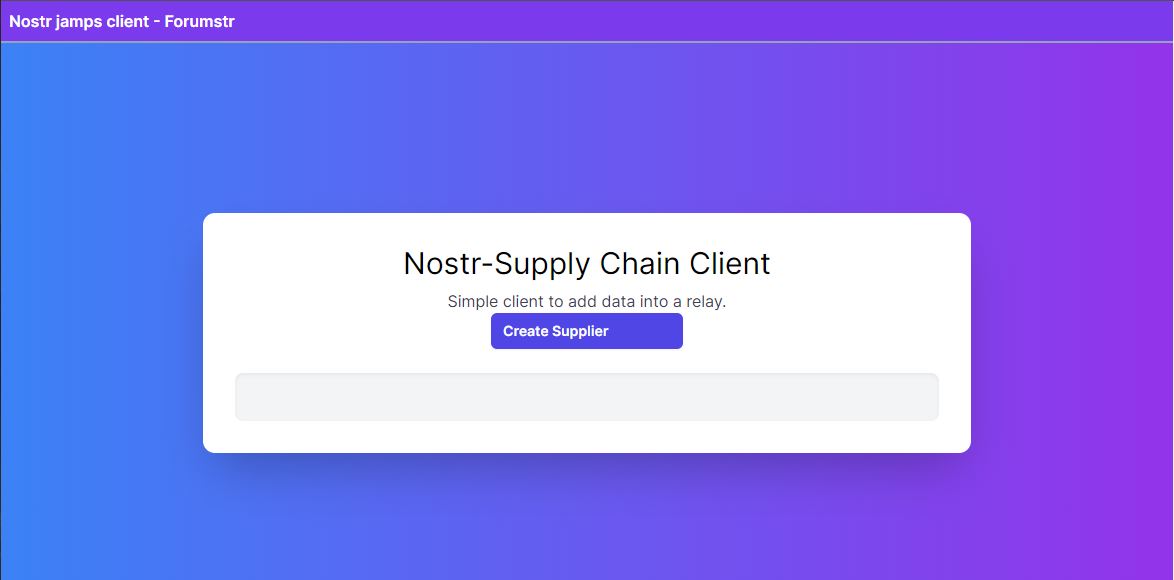 Nostr jamps client - Forumstr
Nostr-Supply Chain Client
Simple client to add data into a relay.
Create Supplier